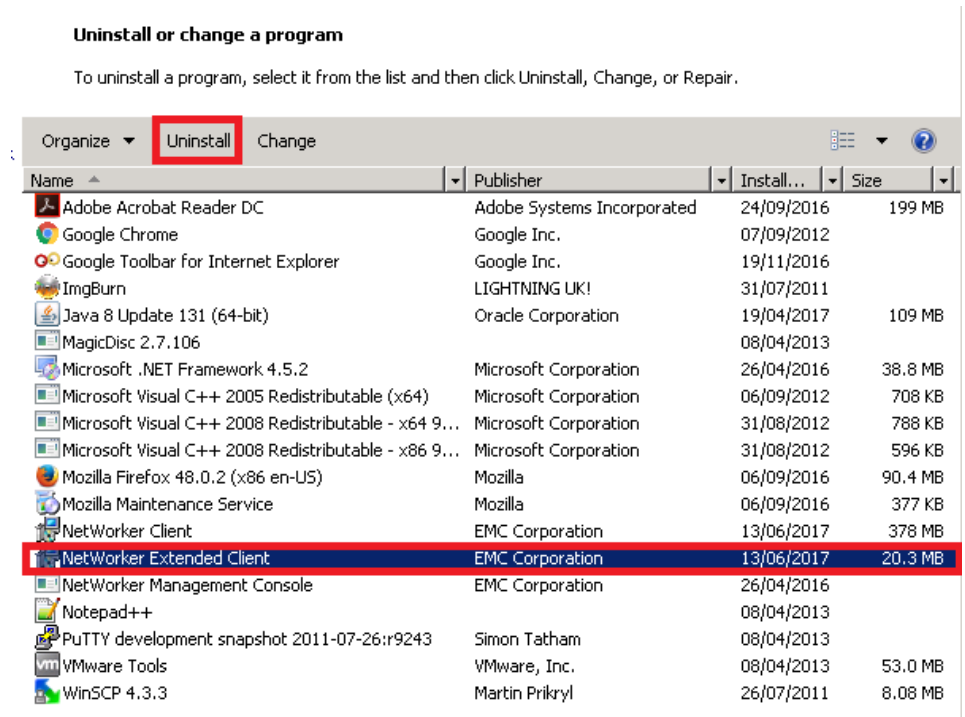 Uninstall or change a program
To uninstall a program, select it from the list and then click Uninstall, Change, or Repair.
Organize Uninstall Change
Name Publisher Install... Size
Adobe Acrobat Reader DC Adobe Systems Incorporated 24/09/2016 199 MB
Google Chrome Google Inc. 07/09/2012
Google Toolbar for Internet Explorer Google Inc. 19/11/2016
ImgBurn LIGHTNING UK! 31/07/2011
Java 8 Update 131 (64-bit) Oracle Corporation 19/04/2017 109 MB
MagicDisc 2.7.106 08/04/2013
Microsoft .NET Framework 4.5.2 Microsoft Corporation 26/04/2016 38.8 MB
Microsoft Visual C++ 2005 Redistributable (x64) Microsoft Corporation 06/09/2012 708 KB
Microsoft Visual C++ 2008 Redistributable - x64 9... Microsoft Corporation 31/08/2012 788 KB
Microsoft Visual C++ 2008 Redistributable - x86 9... Microsoft Corporation 31/08/2012 596 KB
Mozilla Firefox 48.0.2 (x86 en-US) Mozilla 06/09/2016 90.4 MB
Mozilla Maintenance Service Mozilla 06/09/2016 377 KB
NetWorker Client EMC Corporation 13/06/2017 378 MB
NetWorker Extended Client EMC Corporation 13/06/2017 20.3 MB
NetWorker Management Console EMC Corporation 26/04/2016
Notepad++ 08/04/2013
PuTTY development snapshot 2011-07-26:r9243 Simon Tatham 08/04/2013
vm VMware Tools VMware, Inc. 08/04/2013 53.0 MB
WinSCP 4.3.3 Martin Prikryl 26/07/2011 8.08 MB